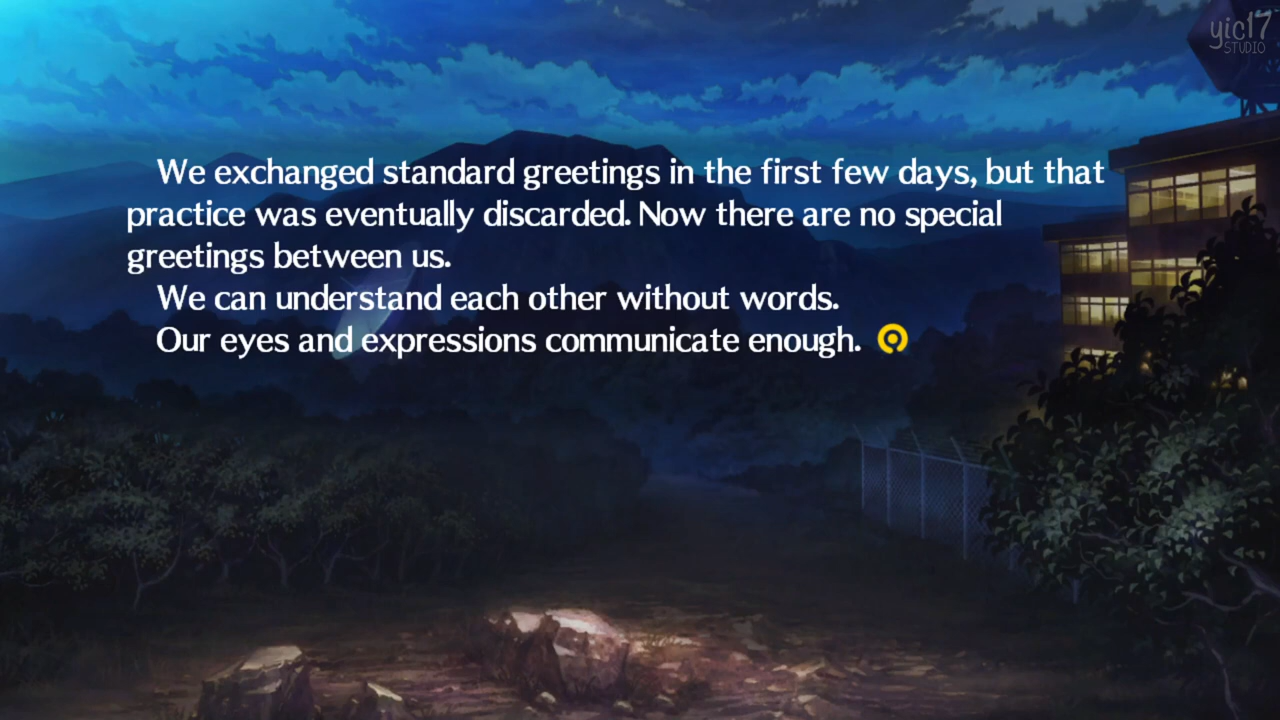 yic17
STUDIO
We exchanged standard greetings in the first few days, but that
practice was eventually discarded. Now there are no special
greetings between us.
We can understand each other without words.
Our eyes and expressions communicate enough.